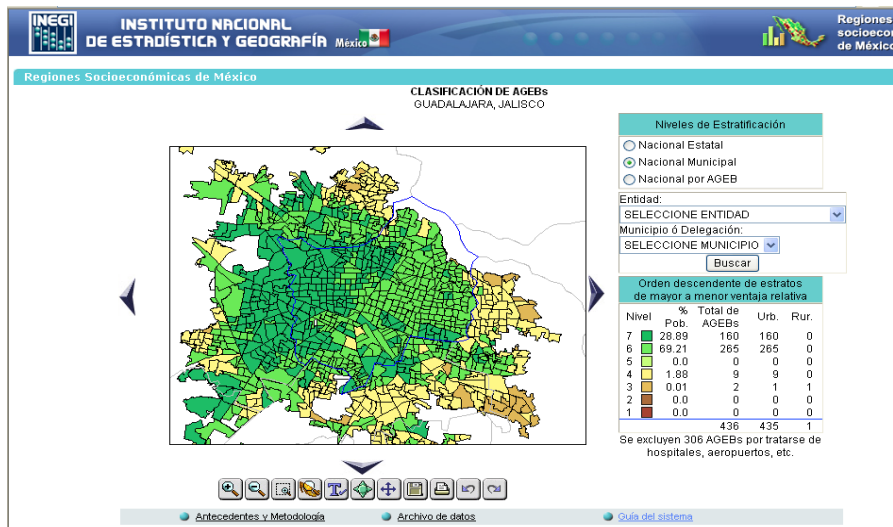 INEGI
INSTITUTO NACIONAL
DE ESTADÍSTICA Y GEOGRAFÍA México
Regiones
socioecon
de México
Regiones Socioeconómicas de México
CLASIFICACIÓN DE AGEBs
GUADALAJARA, JALISCO
Niveles de Estratificación
Nacional Estatal
Nacional Municipal
Nacional por AGEB
Entidad:
SELECCIONE ENTIDAD
Municipio ó Delegación:
SELECCIONE MUNICIPIO
Buscar
Orden ó descendente de estratos
de mayor a menor ventaja relativa
Nivel % Pob. Total de AGEBs Urb. Rur.
7 28.89 160 160 0
6 69.21 265 265 0
5 0.0 0 0 0
4 1.88 9 9 0
3 0.01 2 1 1
2 0.0 0 0 0
1 0.0 0 0 0
436 435 1
Se excluyen 306 AGEBs por tratarse de
hospitales, aeropuertos, etc.
Antecedentes y Metodología Archivo de datos Guía del sistema